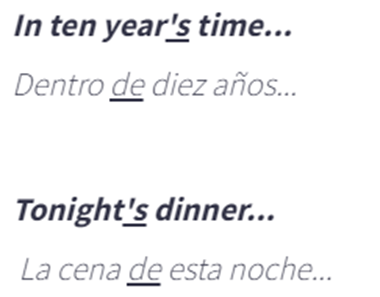 In ten year's time...
Dentro de diez años...
Tonight's dinner...
La cena de esta noche...